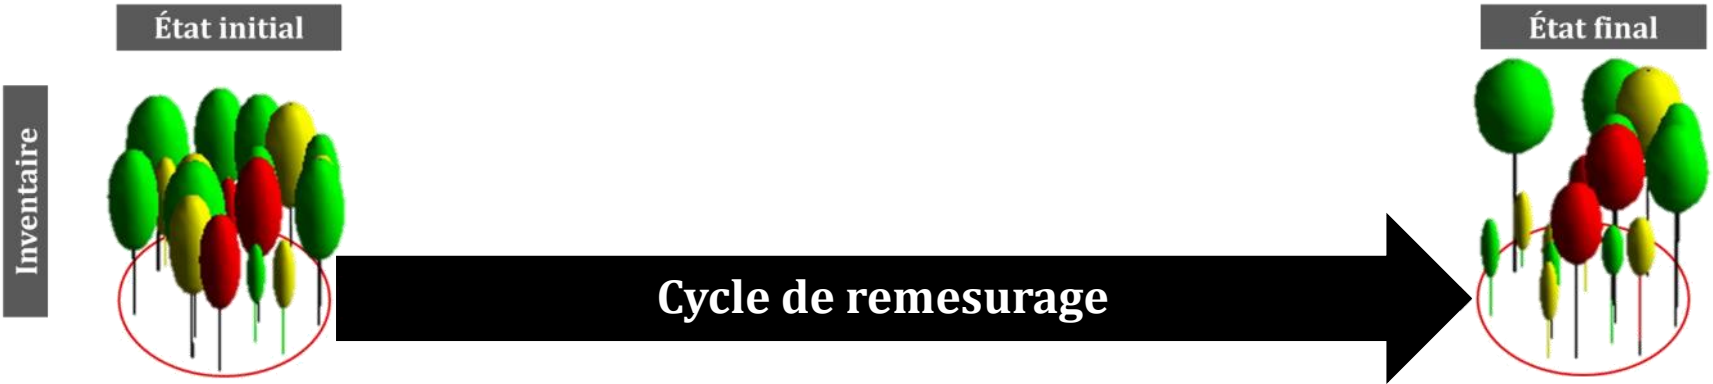 État initial
État final
Inventaire
Cycle de remesurage